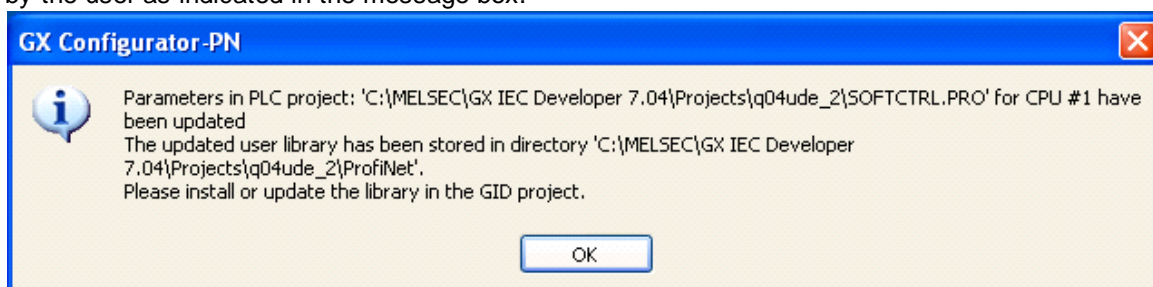 by the user as indicated in the message box.
GX Configurator-PN
Parameters in PLC project: 'C:\MELSEC\GX IEC Developer 7.04\Projects\q04ude_2\SOFTCTRL.PRO' for CPU #1 have
been updated
The updated user library has been stored in directory 'C:\MELSEC\GX IEC Developer
7.04\Projects\q04ude_2\ProfiNet'.
Please install or update the library in the GID project.
OK